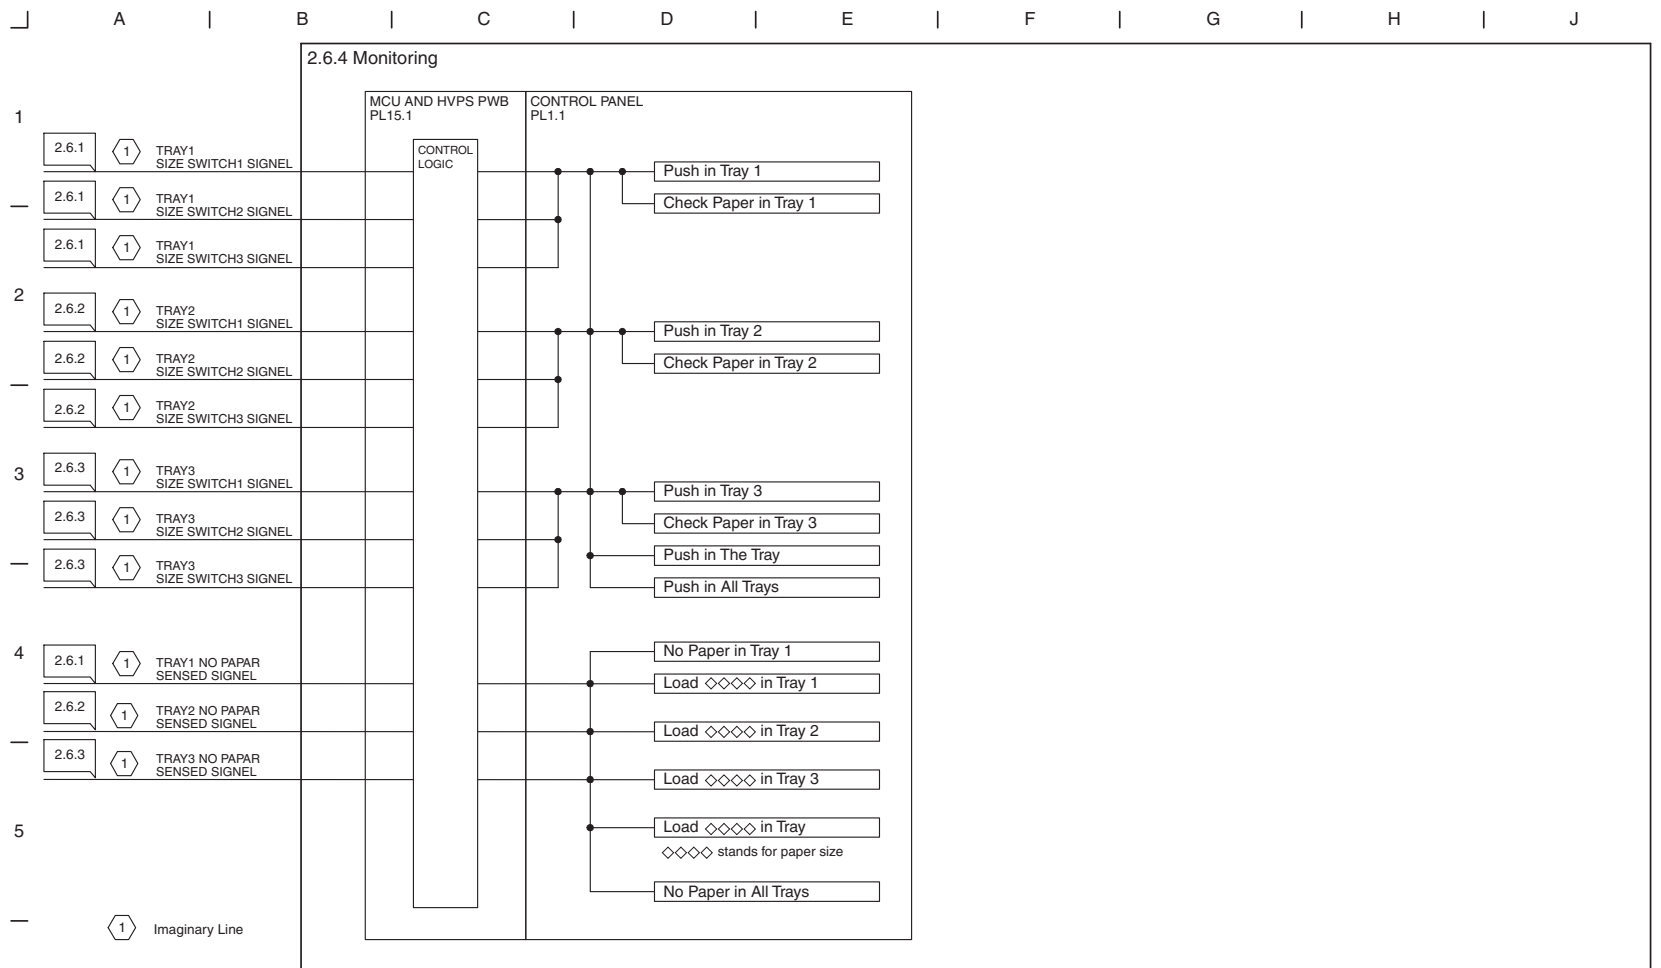 A | B | C | D | E | F | G | H | J
2.6.4 Monitoring
MCU AND HVPS PWB
PL15.1
CONTROL PANEL
PL1.1
1
CONTROL
LOGIC
2.6.1
1
TRAY1
SIZE SWITCH1 SIGNEL
Push in Tray 1
2.6.1
1
TRAY1
SIZE SWITCH2 SIGNEL
Check Paper in Tray 1
2.6.1
1
TRAY1
SIZE SWITCH3 SIGNEL
2
2.6.2
1
TRAY2
SIZE SWITCH1 SIGNEL
Push in Tray 2
2.6.2
1
TRAY2
SIZE SWITCH2 SIGNEL
Check Paper in Tray 2
2.6.2
1
TRAY2
SIZE SWITCH3 SIGNEL
3
2.6.3
1
TRAY3
SIZE SWITCH1 SIGNEL
Push in Tray 3
2.6.3
1
TRAY3
SIZE SWITCH2 SIGNEL
Check Paper in Tray 3
2.6.3
1
TRAY3
SIZE SWITCH3 SIGNEL
Push in The Tray
Push in All Trays
4
2.6.1
1
TRAY1 NO PAPAR
SENSED SIGNEL
No Paper in Tray 1
Load ◇◇◇◇ in Tray 1
2.6.2
1
TRAY2 NO PAPAR
SENSED SIGNEL
Load ◇◇◇◇ in Tray 2
2.6.3
1
TRAY3 NO PAPAR
SENSED SIGNEL
Load ◇◇◇◇ in Tray 3
5
Load ◇◇◇◇ in Tray
◇◇◇◇ stands for paper size
No Paper in All Trays
1
Imaginary Line